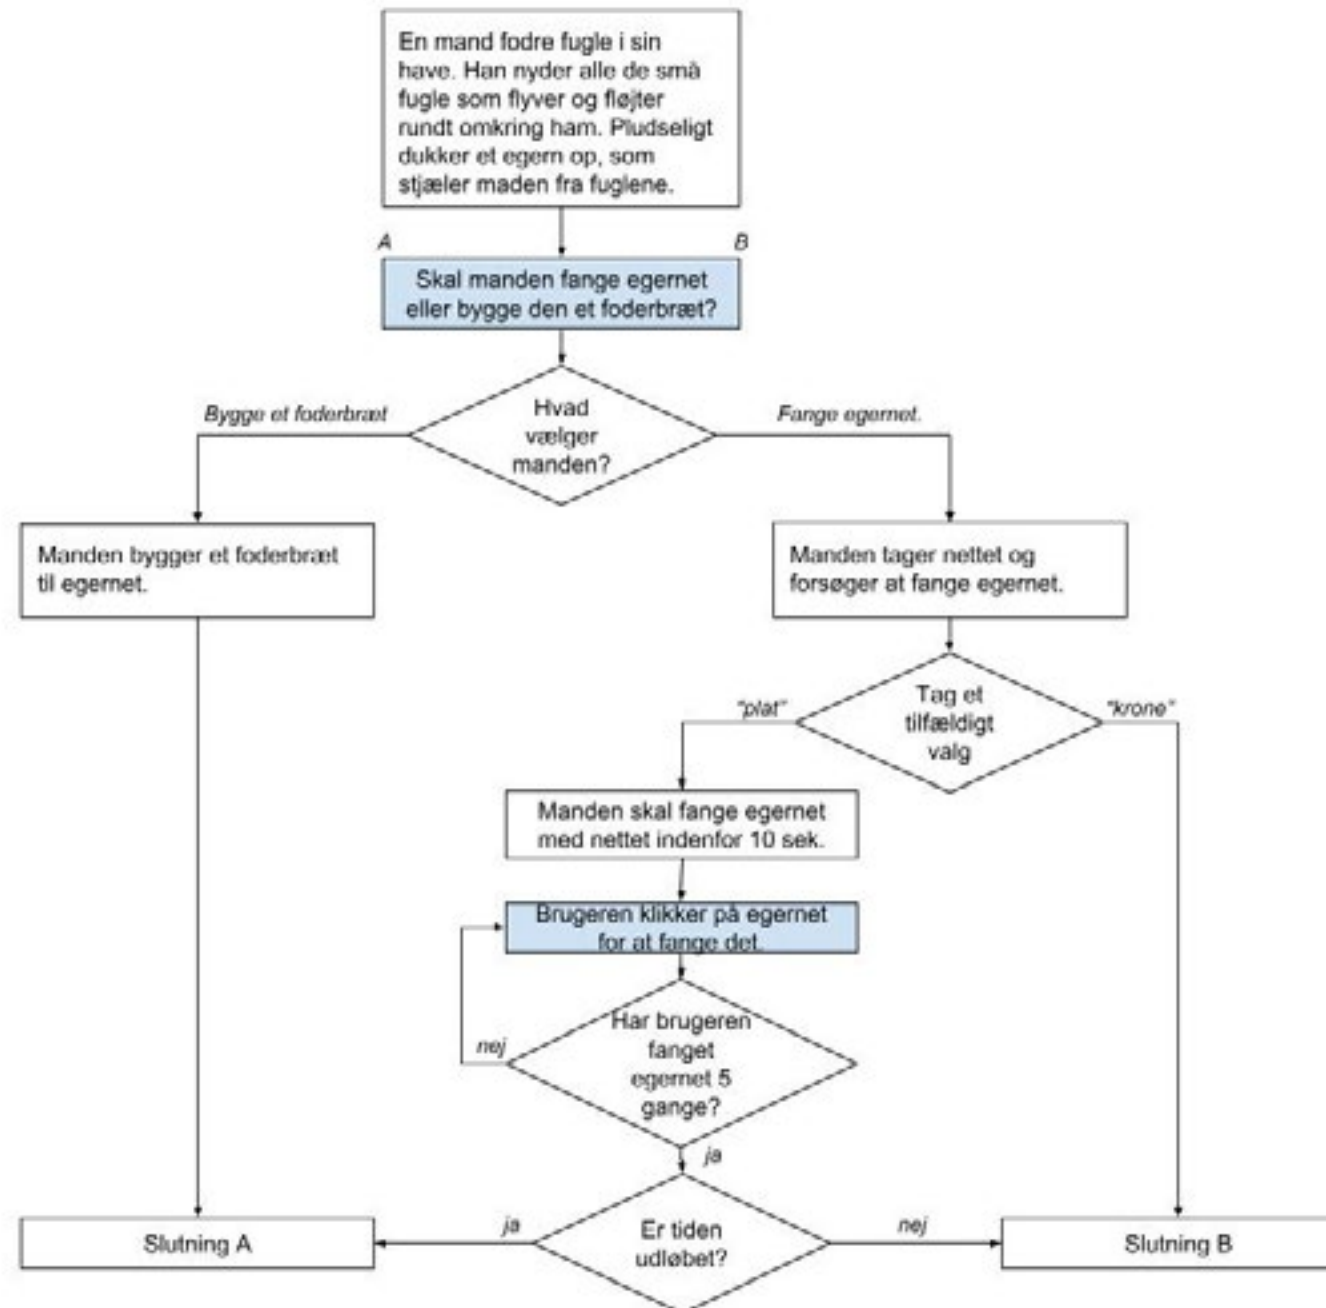 En mand fodre fugle i sin
have. Han nyder alle de små
fugle som flyver og fløjter
rundt omkring ham. Pludseligt
dukker et egern op, som
stjæler maden fra fuglene.
A
B
Skal manden fange egernet
eller bygge den et foderbræt?
Bygge et foderbræt
Hvad
vælger
manden?
Fange egernet.
Manden bygger et foderbræt
til egernet.
Manden tager nettet og
forsøger at fange egernet.
"plat"
Tag et
tilfældigt
valg
"krone"
Manden skal fange egernet
med nettet indenfor 10 sek.
Brugeren klikker på egernet
for at fange det.
nej
Har brugeren
fanget
egernet 5
gange?
ja
Slutning A
ja
Er tiden
udløbet?
nej
Slutning B